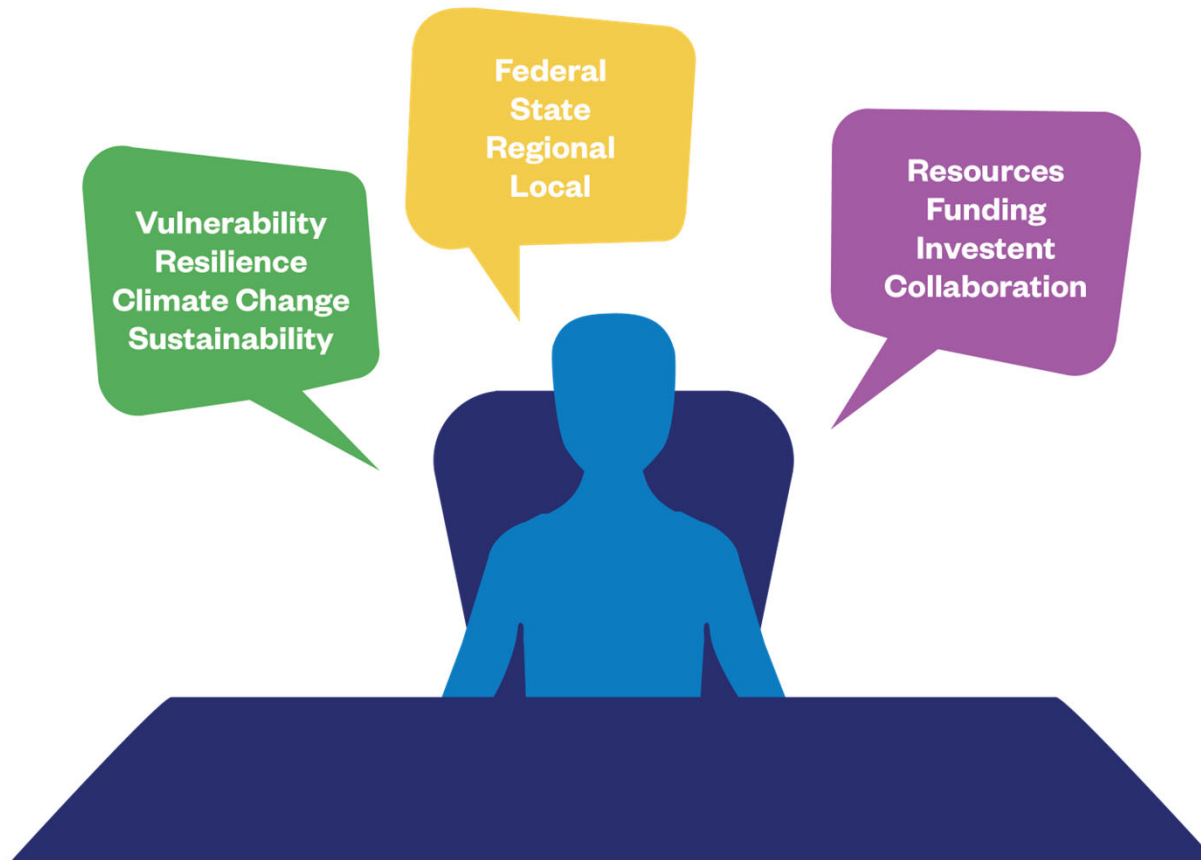 Vulnerability
Resilience
Climate Change
Sustainability
Federal
State
Regional
Local
Resources
Funding
Investent
Collaboration